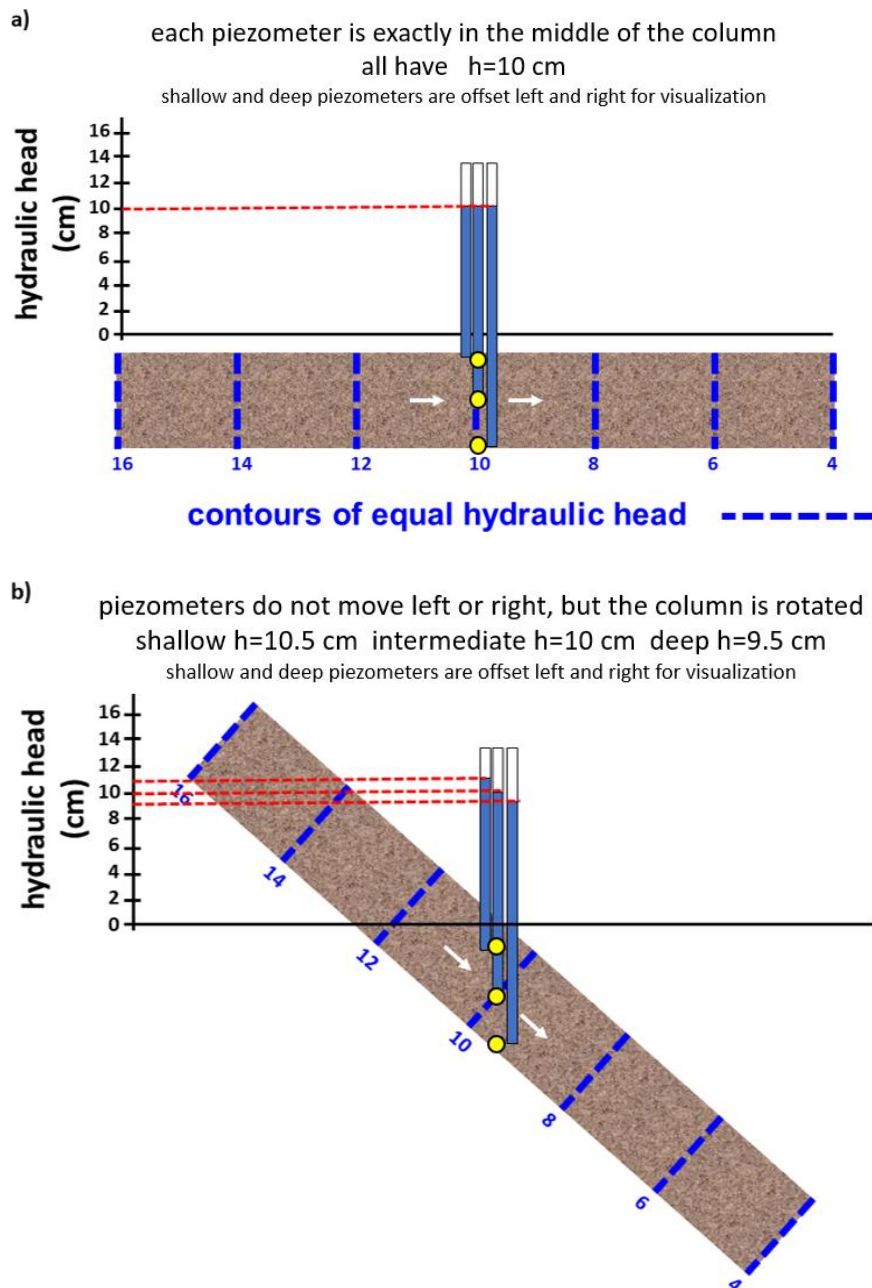 a)
each piezometer is exactly in the middle of the column
all have h=10 cm
shallow and deep piezometers are offset left and right for visualization
hydraulic head
(cm)
16
14
12
10
8
6
4
2
0
16 14 12 10 8 6 4
contours of equal hydraulic head
b)
piezometers do not move left or right, but the column is rotated
shallow h=10.5 cm intermediate h=10 cm deep h=9.5 cm
shallow and deep piezometers are offset left and right for visualization
hydraulic head
(cm)
16
14
12
10
8
6
4
2
0
16
14
12
10
8
6
4